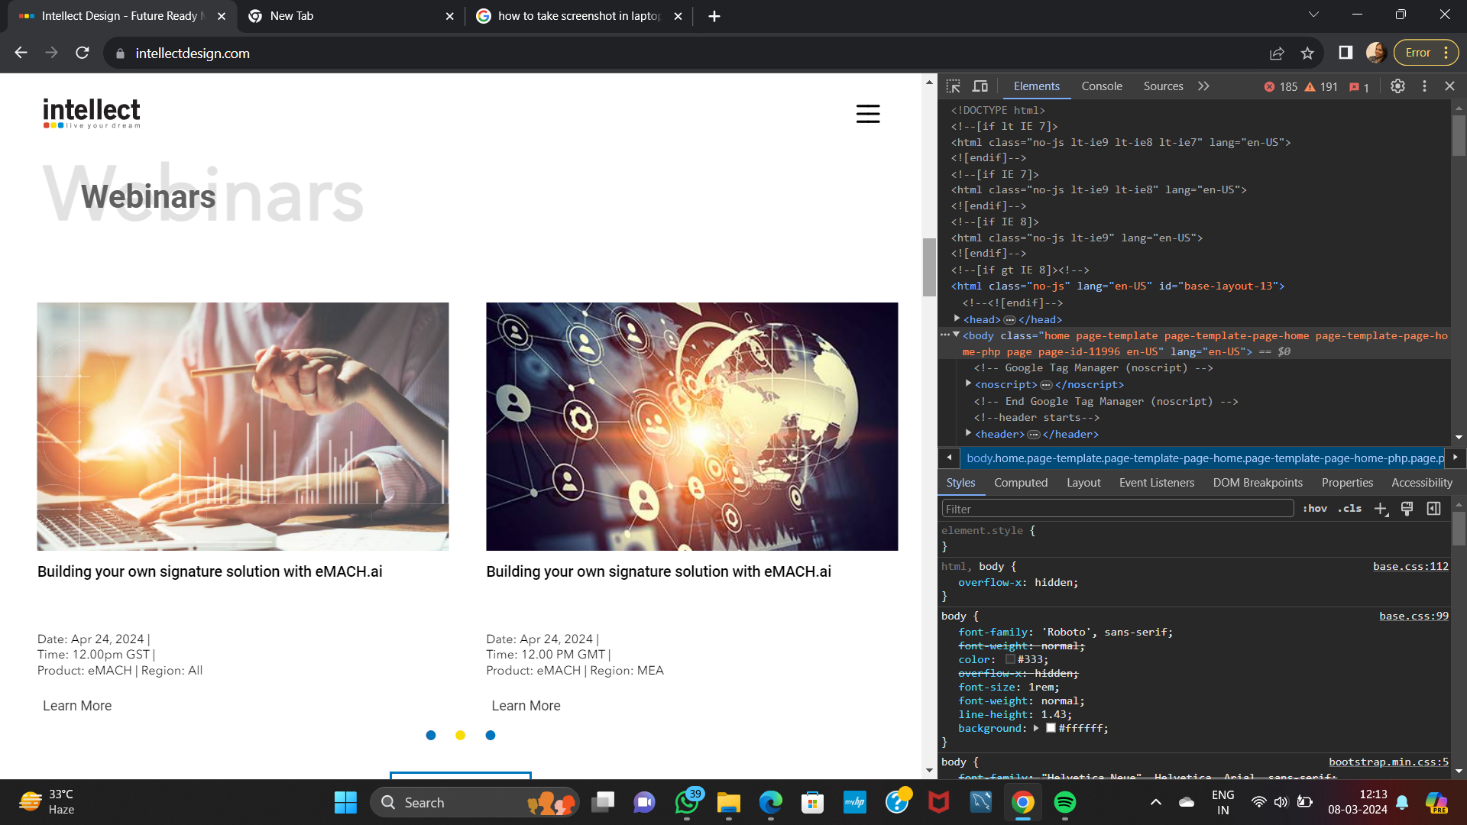 Intellect Design - Future Ready
New Tab
how to take screenshot in laptop
intellectdesign.com
Error
intellect
live your dream
Webinars
Webinars
Building your own signature solution with eMACH.ai
Date: Apr 24, 2024 |
Time: 12.00pm GST |
Product: eMACH | Region: All
Learn More
Building your own signature solution with eMACH.ai
Date: Apr 24, 2024 |
Time: 12.00 PM GMT |
Product: eMACH | Region: MEA
Learn More
Elements Console Sources 185 191 1
<!DOCTYPE html>
<!--[if lt IE 7]>
<html class="no-js lt-ie9 lt-ie8 lt-ie7" lang="en-US">
<![endif]-->
<!--[if IE 7]>
<html class="no-js lt-ie9 lt-ie8" lang="en-US">
<![endif]-->
<!--[if IE 8]>
<html class="no-js lt-ie9" lang="en-US">
<![endif]-->
<!--[if gt IE 8]><!-->
<html class="no-js" lang="en-US" id="base-layout-13">
<!--<![endif]-->
<head> … </head>
<body class="home page-template page-template-page-home page-template-page-ho
me-php page page-id-11996 en-US" lang="en-US"> == $0
<!-- Google Tag Manager (noscript) -->
<noscript> … </noscript>
<!-- End Google Tag Manager (noscript) -->
<!--header starts-->
<header> … </header>
body.home.page-template.page-template-page-home.page-template-page-home-php.page.p
Styles Computed Layout Event Listeners DOM Breakpoints Properties Accessibility
Filter :hov .cls
element.style {
}
html, body { base.css:112
overflow-x: hidden;
}
body { base.css:99
font-family: 'Roboto', sans-serif;
font-weight: normal;
color: #333;
overflow-x: hidden;
font-size: 1rem;
font-weight: normal;
line-height: 1.43;
background: #ffffff;
}
body { bootstrap.min.css:5
font-family: "Helvetica Neue", Helvetica, Arial, sans-serif;
33°C
Haze
Search
39
myhp
PRE
ENG
IN
12:13
08-03-2024